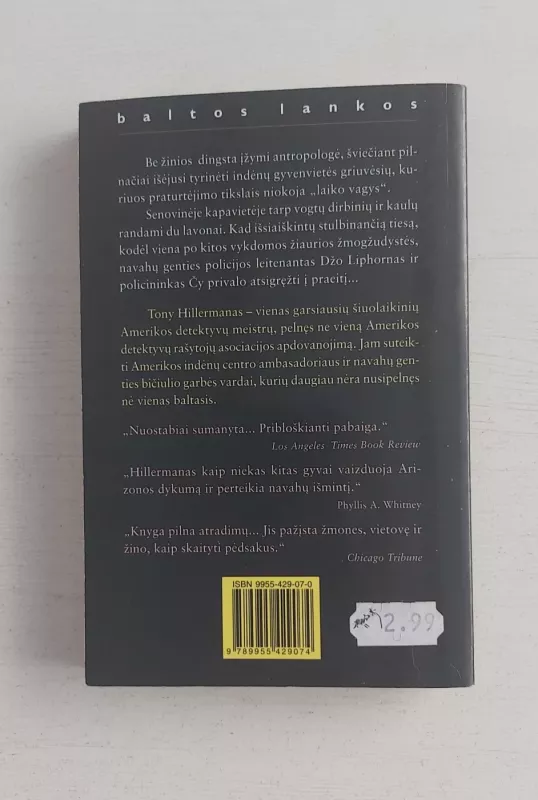 baltos lankos
Be žinios dingsta įžymi antropologė, šviečiant pil-
načiai išėjusi tyrinėti indėnų gyvenvietės griuvėsių, ku-
riuos praturtėjimo tikslais niokoja „laiko vagys“.
Senovinėje kapavietėje tarp vogtų dirbinių ir kaulų
randami du lavonai. Kad išsiaiškintų stulbinančią tiesą,
kodėl viena po kitos vykdomos žiaurios žmogžudystės,
navahų genties policijos leitenantas Džo Liphornas ir
policininkas Čy privalo atsigręžti į praeitį...
Tony Hillermanas – vienas garsiausių šiuolaikinių
Amerikos detektyvų meistrų, pelnęs ne vieną Amerikos
detektyvų rašytojų asociacijos apdovanojimą. Jam suteik-
ti Amerikos indėnų centro ambasadoriaus ir navahų gen-
ties bičiulio garbės vardai, kurių daugiau nėra nusipelnęs
nė vienas baltasis.
„Nuostabiai sumanyta... Pribloškianti pabaiga.“
Los Angeles Times Book Review
„Hillermanas kaip niekas kitas gyvai vaizduoja Ari-
zonos dykumą ir perteikia navahų išmintį.“
Phyllis A. Whitney
„Knyga pilna atradimų... Jis pažįsta žmones, vietovę ir
žino, kaip skaityti pėdsakus.“
Chicago Tribune
ISBN 9955-429-07-0
9 789955 429074
2.99